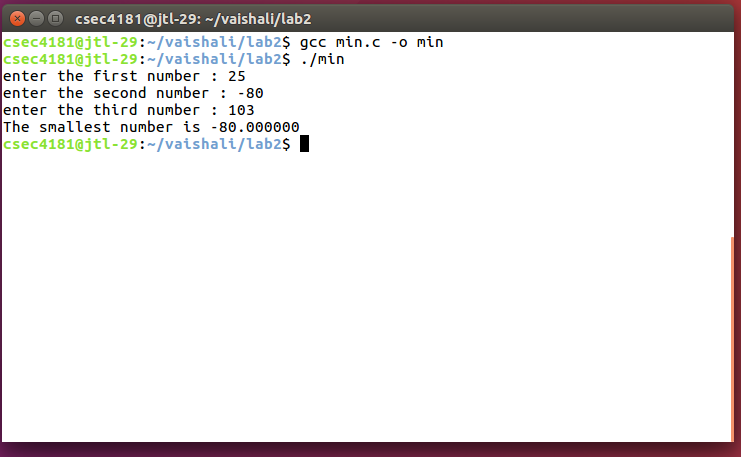 csec4181@jtl-29: ~/vaishali/lab2
csec4181@jtl-29:~/vaishali/lab2$ gcc min.c -o min
csec4181@jtl-29:~/vaishali/lab2$ ./min
enter the first number : 25
enter the second number : -80
enter the third number : 103
The smallest number is -80.000000
csec4181@jtl-29:~/vaishali/lab2$